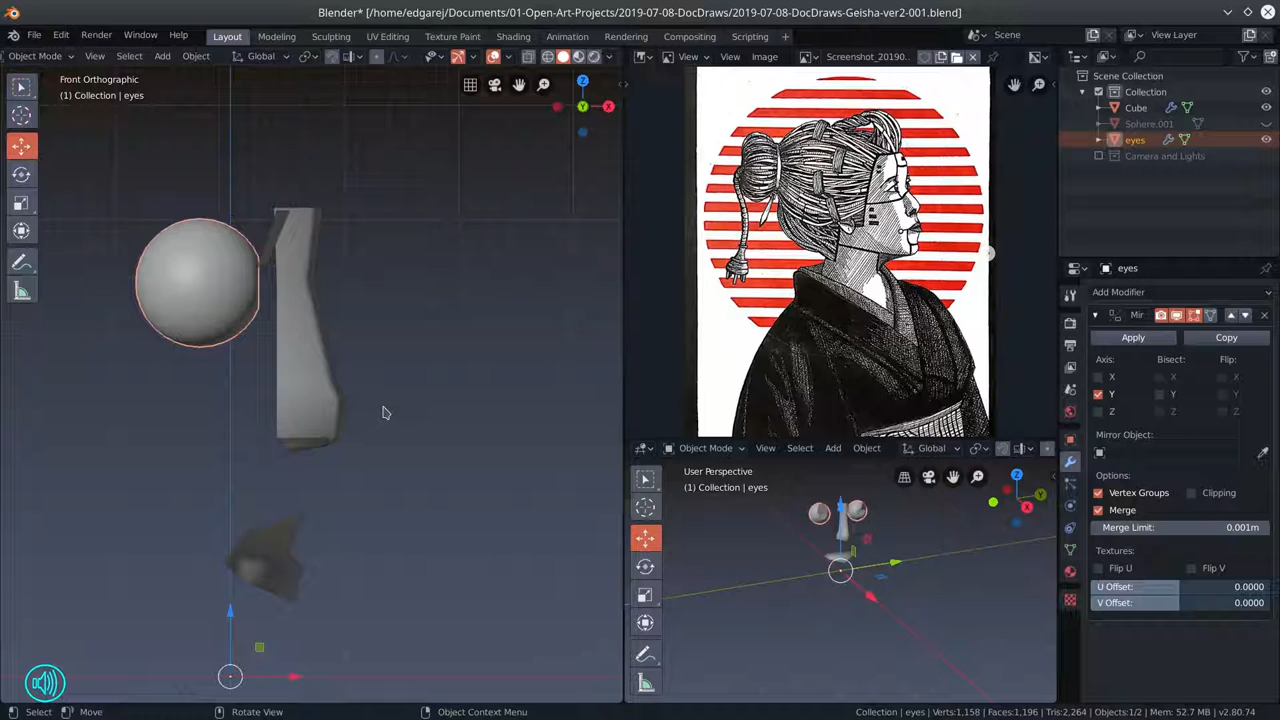 Blender* [/home/edgarej/Documents/01-Open-Art-Projects/2019-07-08-DocDraws/2019-07-08-DocDraws-Geisha-ver2-001.blend]
File Edit Render Window Help Layout Modeling Sculpting UV Editing Texture Paint Shading Animation Rendering Compositing Scripting + Scene View Layer
Object Mode View Select Add Object Global
View View Image Screenshot_20190..
Front Orthographic
(1) Collection | eyes
Z
Y
X
Scene Collection
Collection
Cube
Sphere.001
eyes
Camera and Lights
eyes
Add Modifier
Mir
Apply Copy
Axis: Bisect: Flip:
X X X
Y Y Y
Z Z Z
Mirror Object:
Options:
Vertex Groups Clipping
Merge
Merge Limit: 0.001m
Textures:
Flip U Flip V
U Offset: 0.0000
V Offset: 0.0000
Object Mode View Select Add Object Global
User Perspective
(1) Collection | eyes
Z
Y
X
Select Move Rotate View Object Context Menu Collection | eyes | Verts:1,158 | Faces:1,196 | Tris:2,264 | Objects:1/2 | Mem: 52.7 MB | v2.80.74